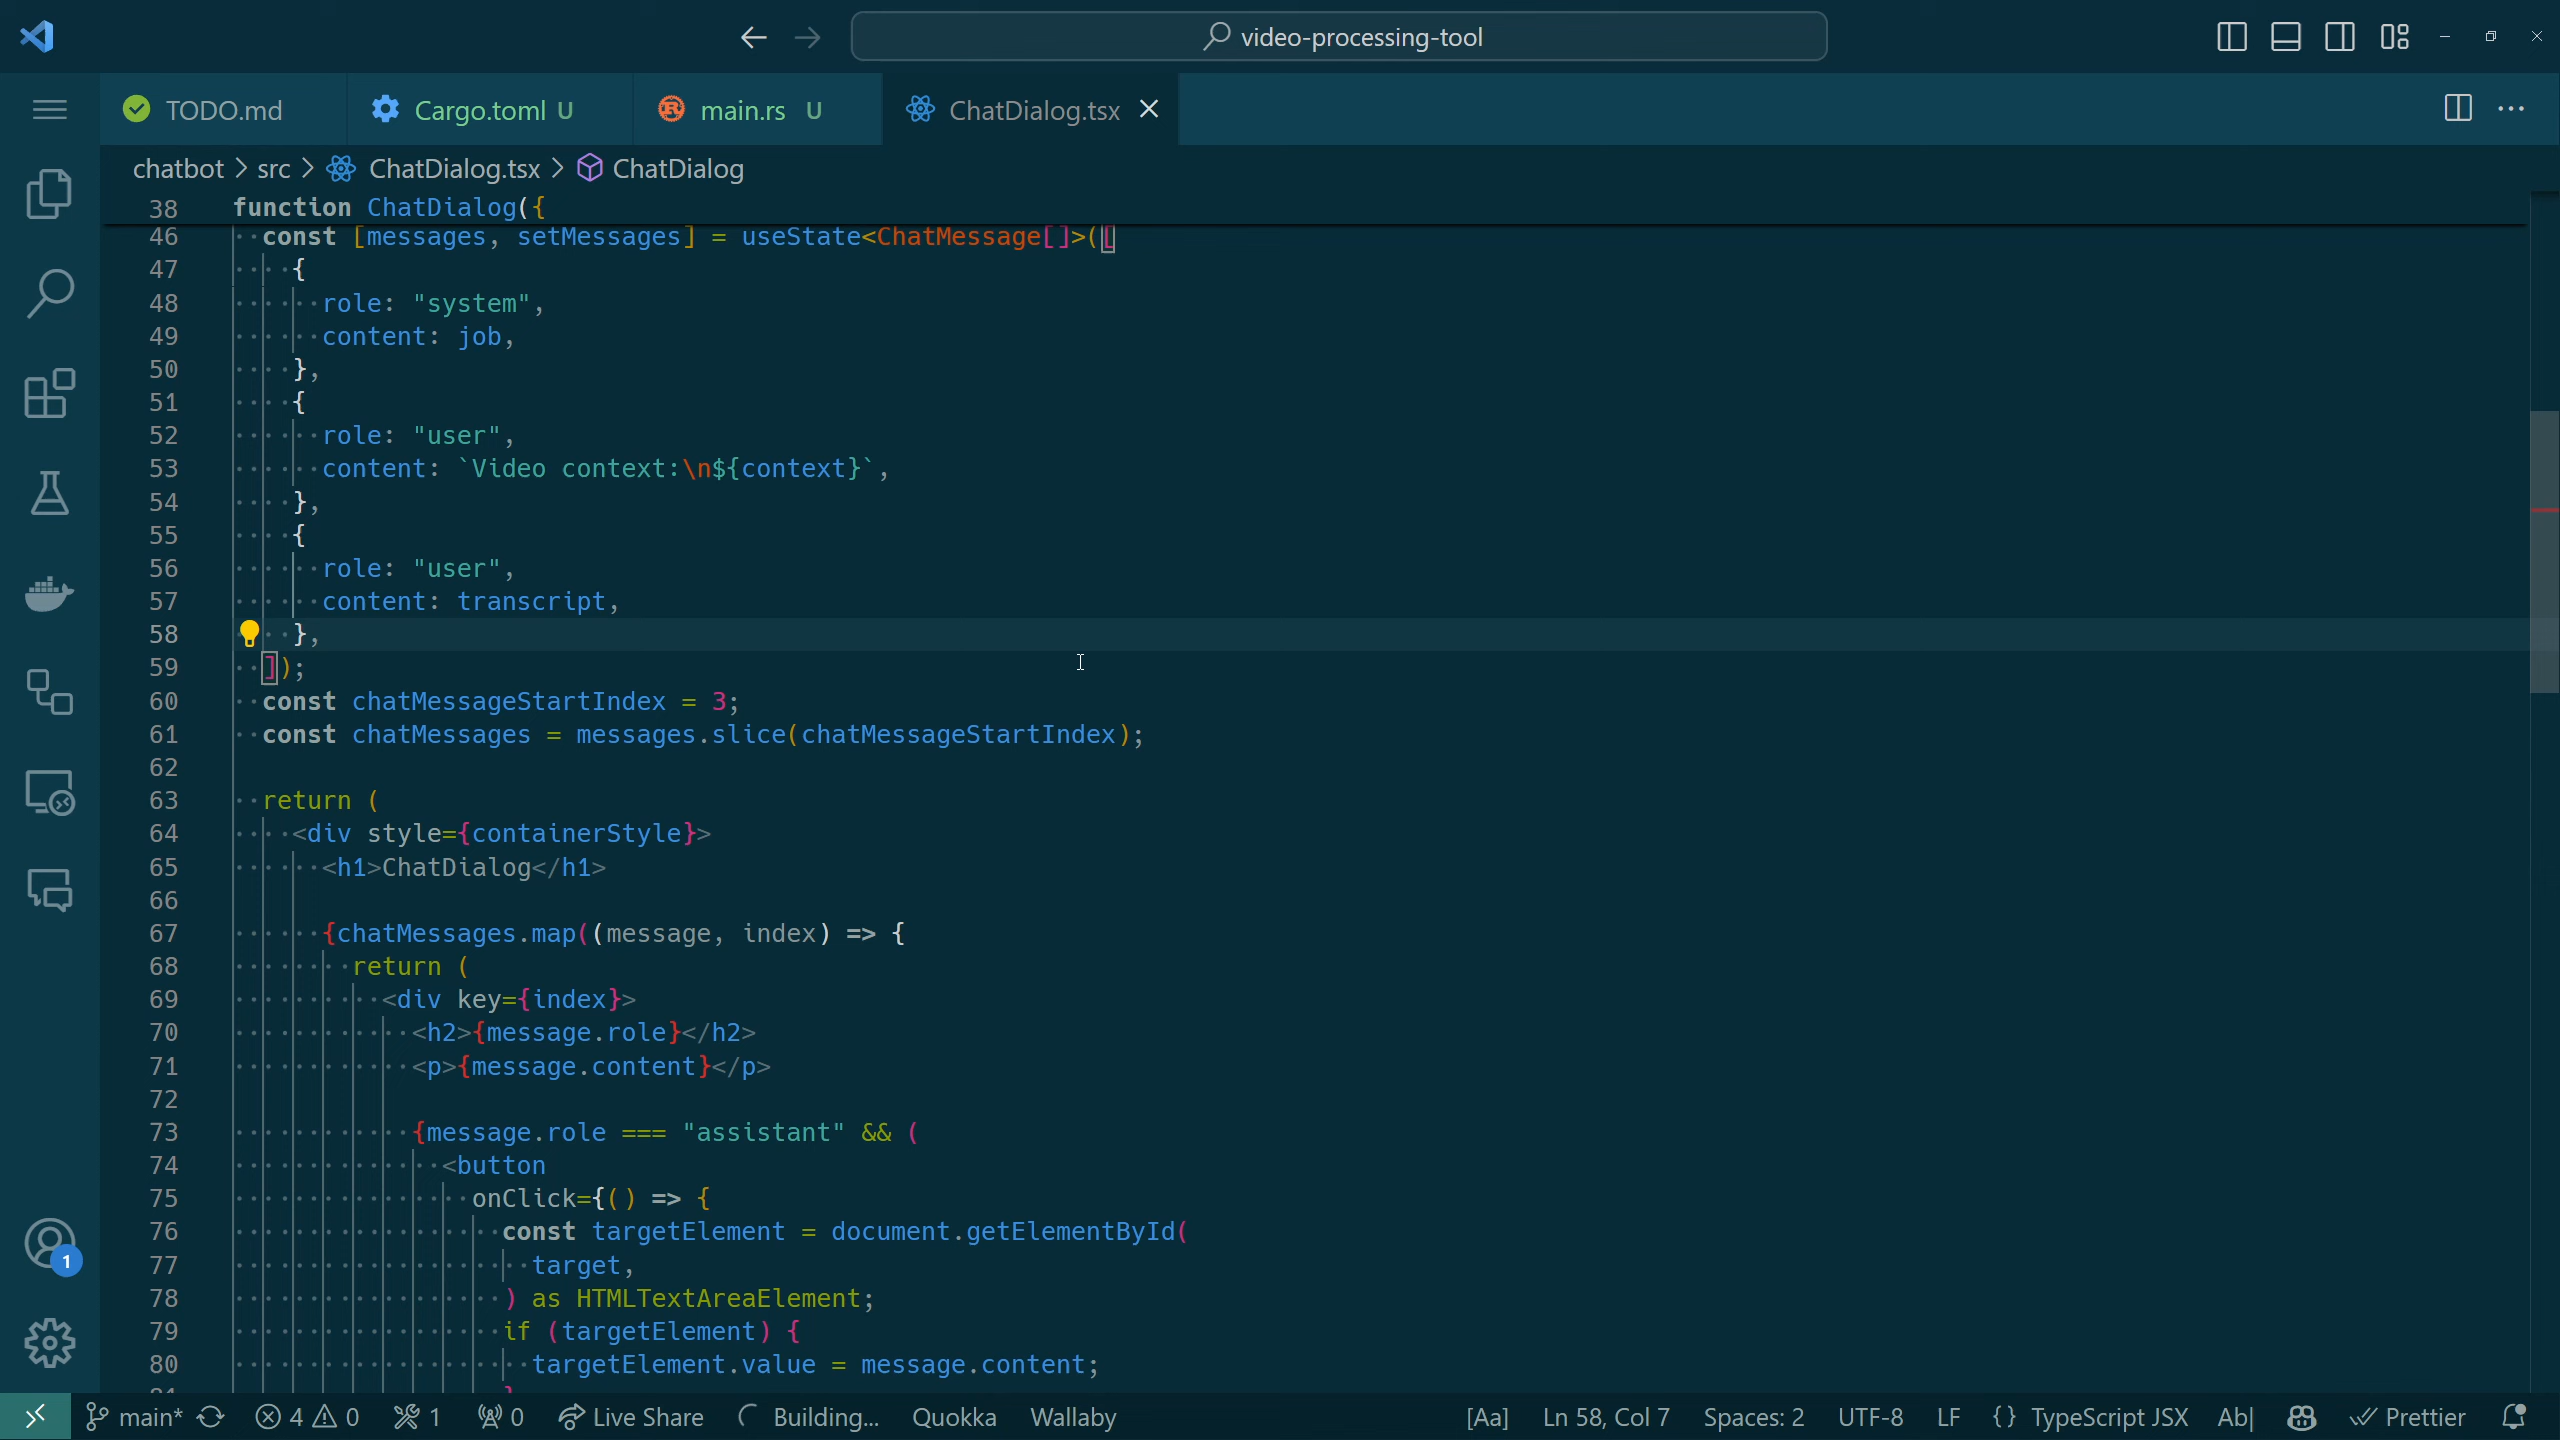 video-processing-tool
TODO.md
Cargo.toml U
main.rs U
ChatDialog.tsx
chatbot > src > ChatDialog.tsx > ChatDialog
38 function ChatDialog({
46 const [messages, setMessages] = useState<ChatMessage[]>([
47 {
48 role: "system",
49 content: job,
50 },
51 {
52 role: "user",
53 content: `Video context:\n${context}`,
54 },
55 {
56 role: "user",
57 content: transcript,
58 },
59 ]);
60 const chatMessageStartIndex = 3;
61 const chatMessages = messages.slice(chatMessageStartIndex);
62
63 return (
64 <div style={containerStyle}>
65 <h1>ChatDialog</h1>
66
67 {chatMessages.map((message, index) => {
68 return (
69 <div key={index}>
70 <h2>{message.role}</h2>
71 <p>{message.content}</p>
72
73 {message.role === "assistant" && (
74 <button
75 onClick={() => {
76 const targetElement = document.getElementById(
77 target,
78 ) as HTMLTextAreaElement;
79 if (targetElement) {
80 targetElement.value = message.content;
1
main* 4 0 1 0 Live Share Building... Quokka Wallaby [Aa] Ln 58, Col 7 Spaces: 2 UTF-8 LF {} TypeScript JSX Ab| Prettier